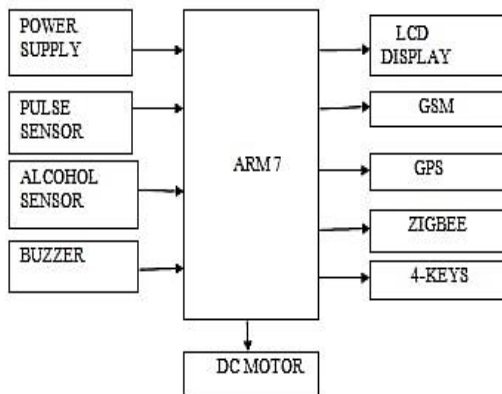 POWER
SUPPLY
PULSE
SENSOR
ALCOHOL
SENSOR
BUZZER
ARM 7
LCD
DISPLAY
GSM
GPS
ZIGBEE
4-KEYS
DC MOTOR